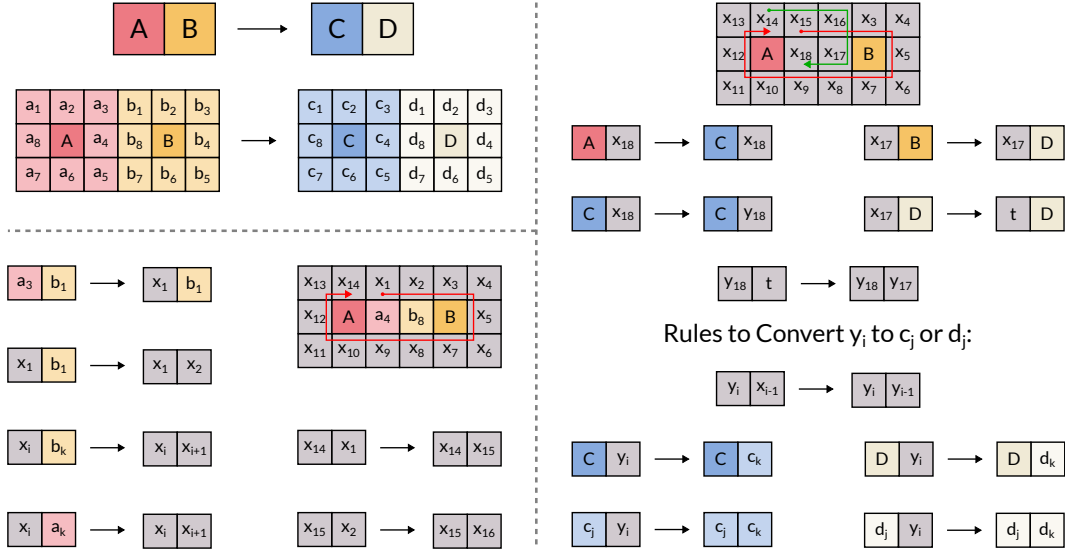 A B C D
a1 a2 a3 b1 b2 b3 c1 c2 c3 d1 d2 d3
a8 A a4 b8 B b4 c8 C c4 d8 D d4
a7 a6 a5 b7 b6 b5 c7 c6 c5 d7 d6 d5
a3 b1 x1 b1
x1 b1 x1 x2
xi bk xi xi+1
xi ak xi xi+1
x13 x14 x1 x2 x3 x4
x12 A a4 b8 B x5
x11 x10 x9 x8 x7 x6
x14 x1 x14 x15
x15 x2 x15 x16
x13 x14 x15 x16 x3 x4
x12 A x18 x17 B x5
x11 x10 x9 x8 x7 x6
A x18 C x18
x17 B x17 D
C x18 C y18
x17 D t D
y18 t y18 y17
Rules to Convert yi to cj or dj:
yi xi-1 yi yi-1
C yi C ck
D yi D dk
cj yi cj ck
dj yi dj dk